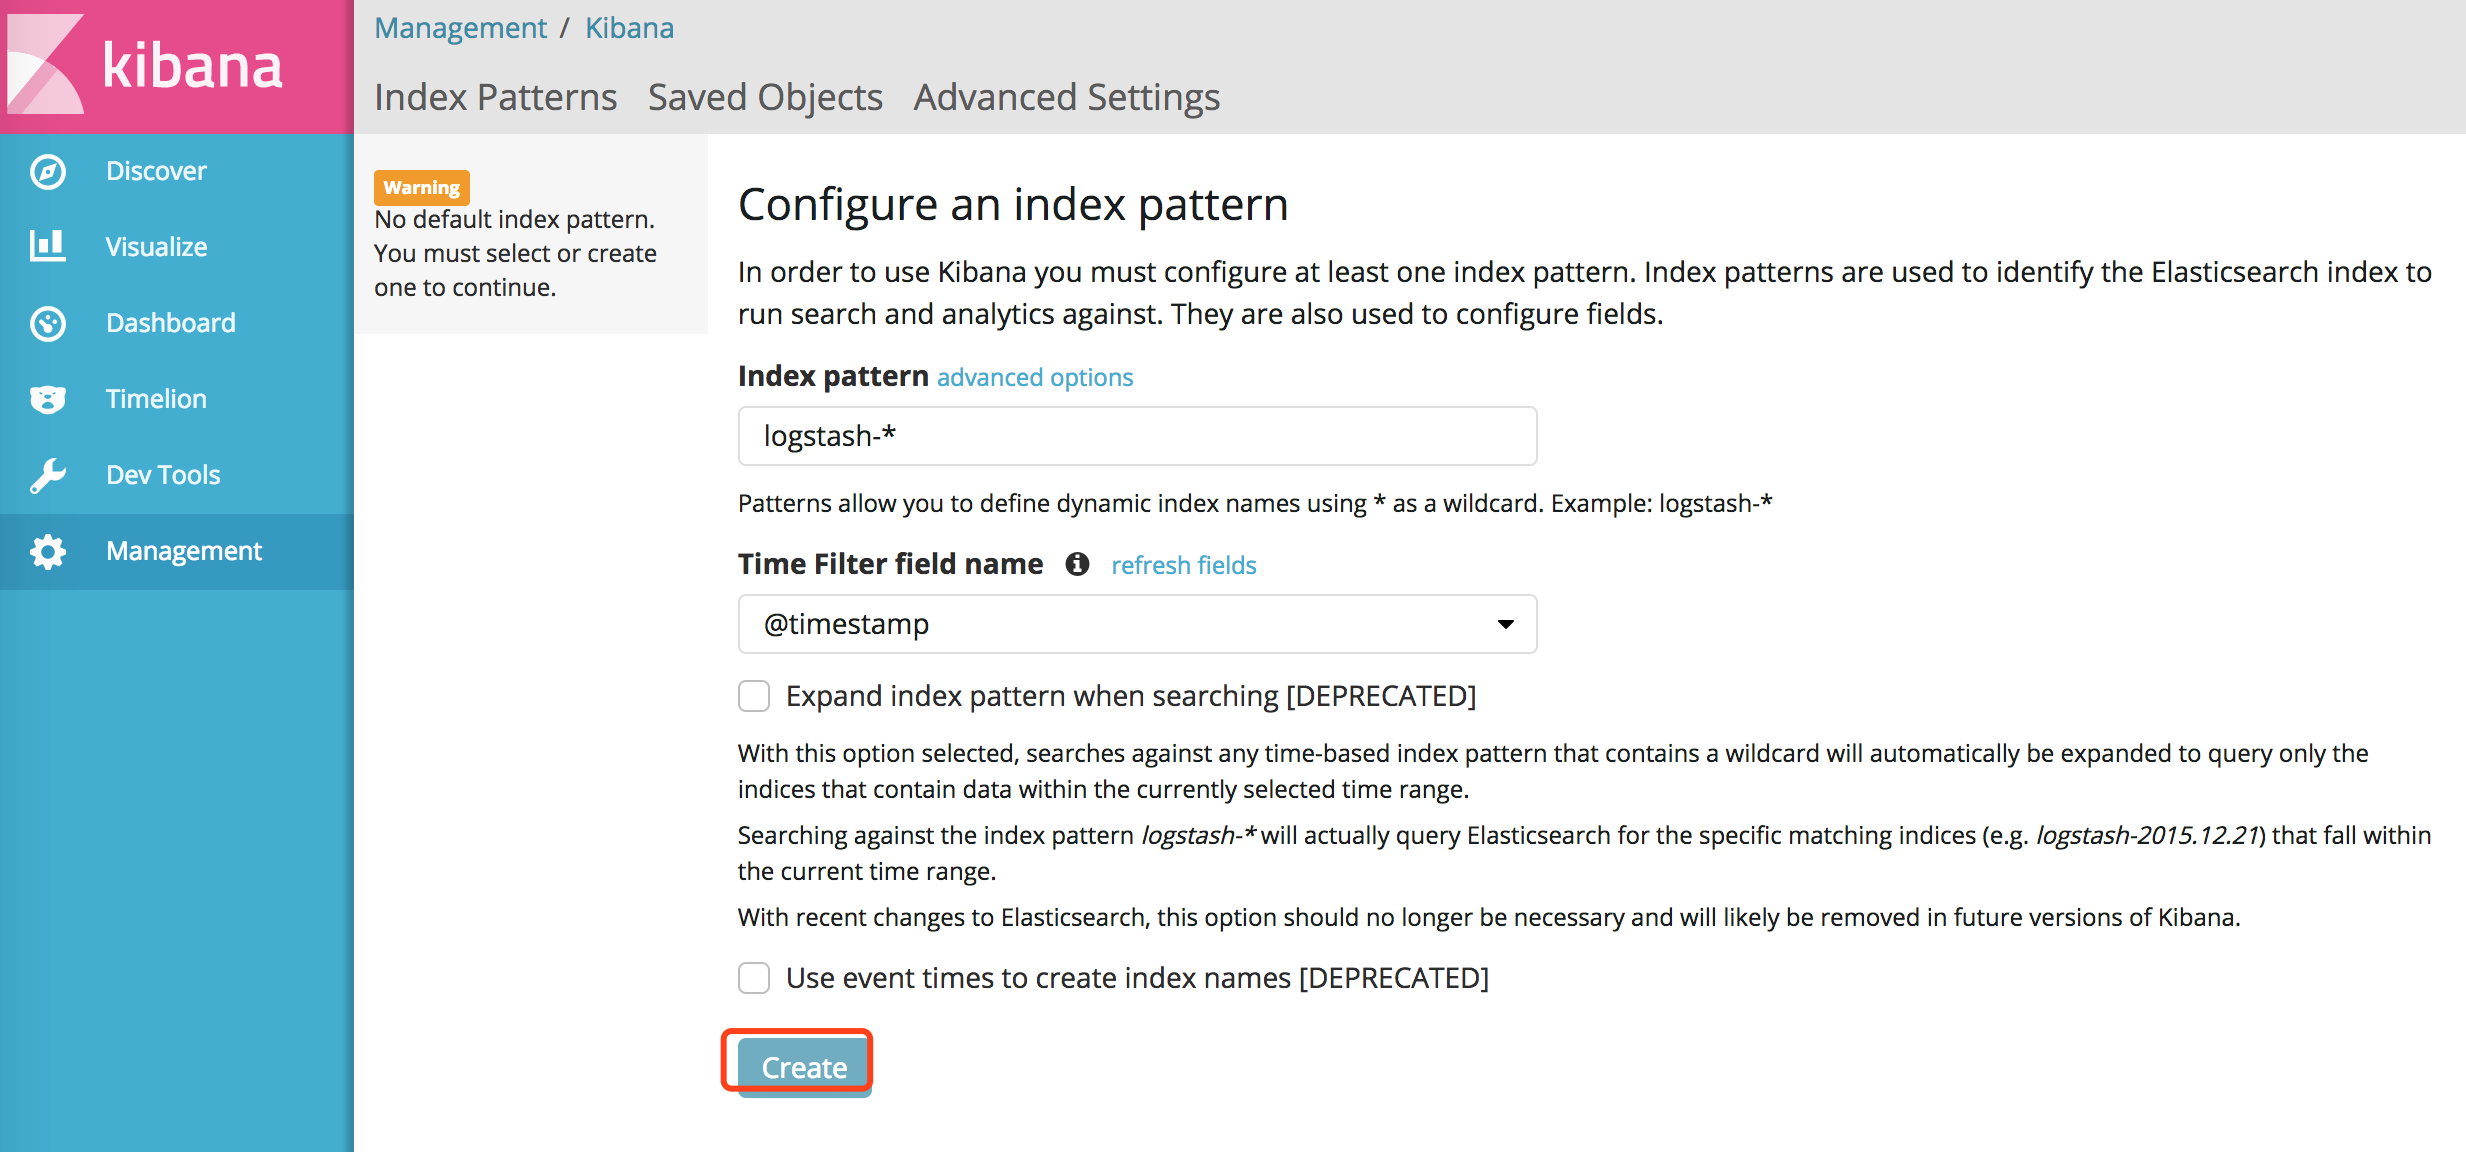 kibana
Management / Kibana
Index Patterns Saved Objects Advanced Settings
Discover
Visualize
Dashboard
Timelion
Dev Tools
Management
Warning
No default index pattern.
You must select or create
one to continue.
Configure an index pattern
In order to use Kibana you must configure at least one index pattern. Index patterns are used to identify the Elasticsearch index to
run search and analytics against. They are also used to configure fields.
Index pattern advanced options
logstash-*
Patterns allow you to define dynamic index names using * as a wildcard. Example: logstash-*
Time Filter field name refresh fields
@timestamp
Expand index pattern when searching [DEPRECATED]
With this option selected, searches against any time-based index pattern that contains a wildcard will automatically be expanded to query only the
indices that contain data within the currently selected time range.
Searching against the index pattern logstash-* will actually query Elasticsearch for the specific matching indices (e.g. logstash-2015.12.21) that fall within
the current time range.
With recent changes to Elasticsearch, this option should no longer be necessary and will likely be removed in future versions of Kibana.
Use event times to create index names [DEPRECATED]
Create